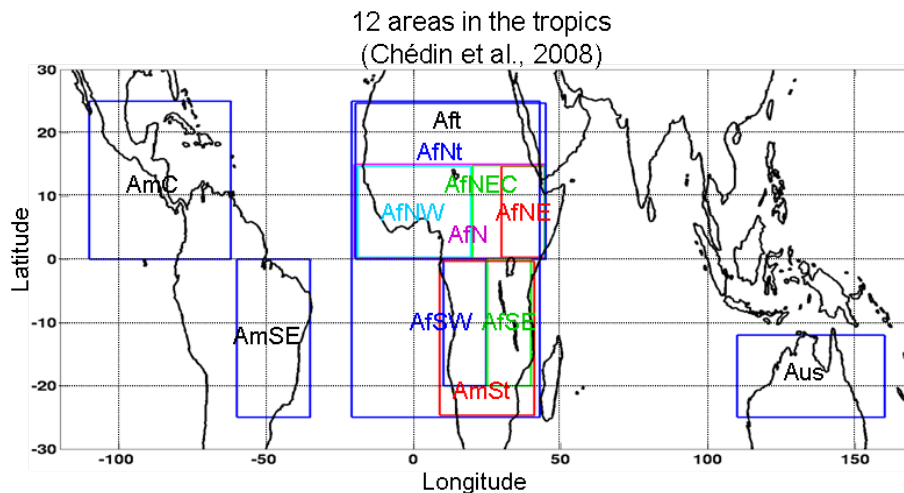 12 areas in the tropics
(Chédin et al., 2008)
30
20
10
0
-10
-20
-30
Latitude
Aft
AfNt
AmC
AfNEC
AfNW
AfNE
AfN
AmSE
AfSW
AfSE
AmSt
Aus
-100
-50
0
50
100
150
Longitude